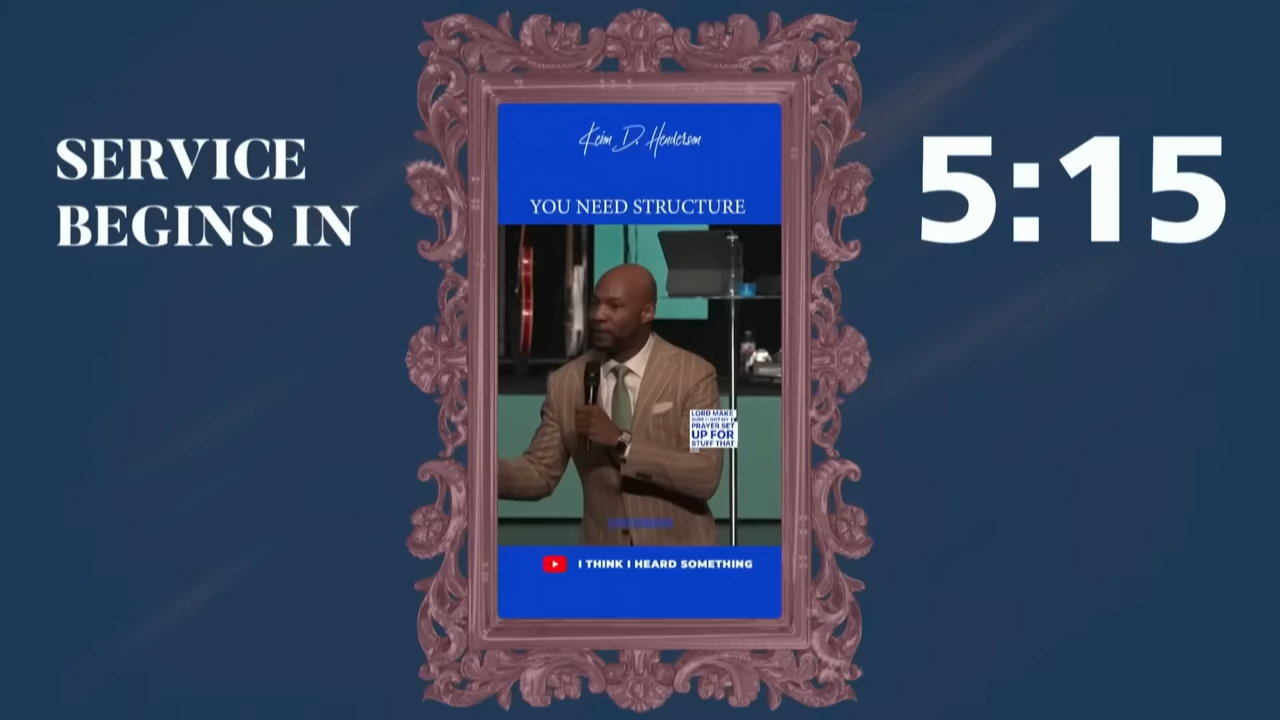 SERVICE
BEGINS IN
5:15
Keion D. Henderson
YOU NEED STRUCTURE
LORD MAKE
PRAYER SET
UP FOR
STUFF THAT
I THINK I HEARD SOMETHING